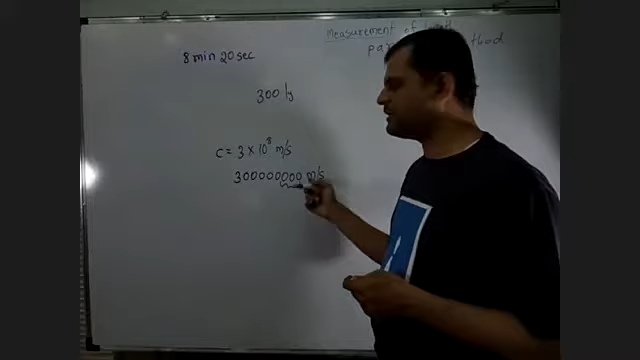 Measurement of
8 min 20 sec
300 ly
c = 3 × 10⁸ m/s
300000000 m/s